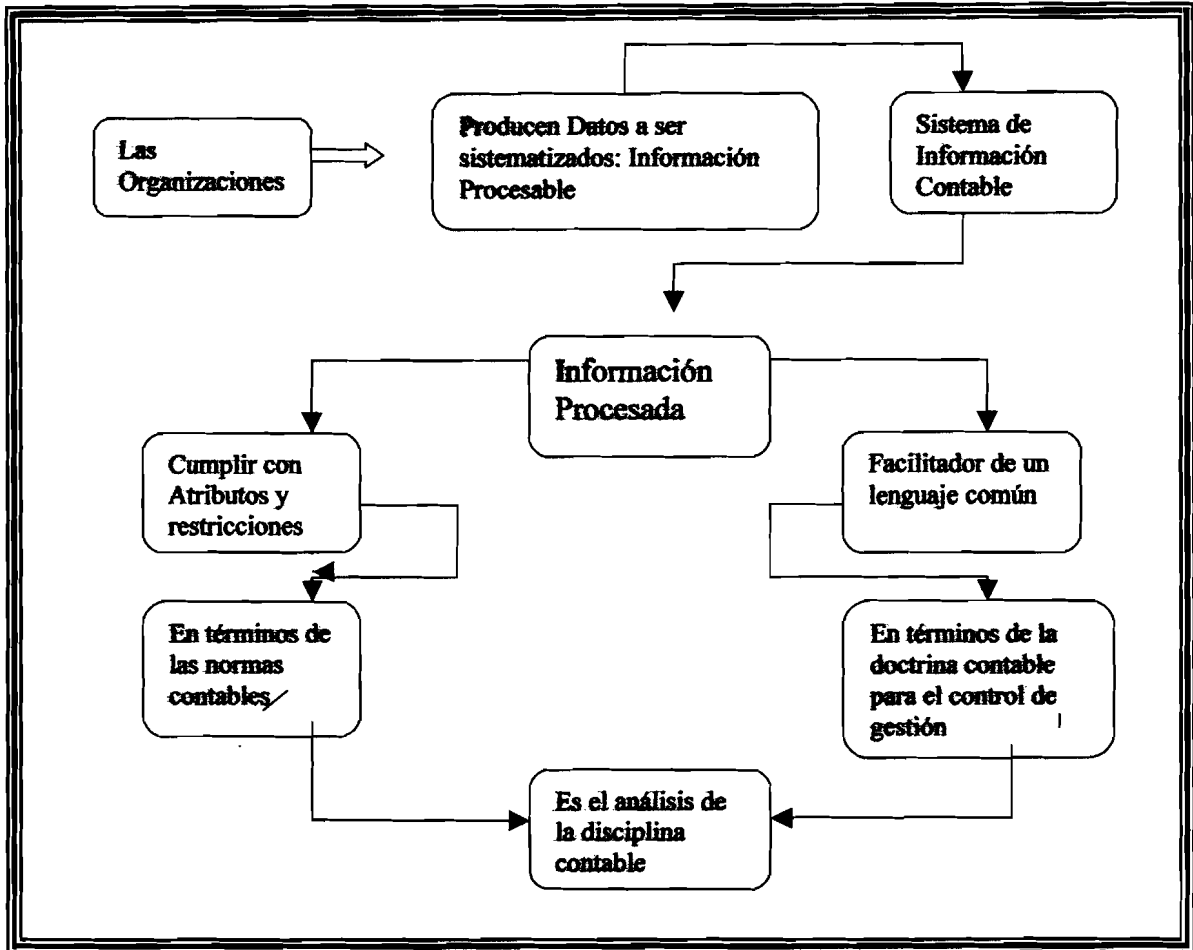 Las
Organizaciones
Producen Datos a ser
sistematizados: Información
Procesable
Sistema de
Información
Contable
Información
Procesada
Cumplir con
Atributos y
restricciones
Facilitador de un
lenguaje común
En términos de
las normas
contables
En términos de la
doctrina contable
para el control de
gestión
Es el análisis de
la disciplina
contable